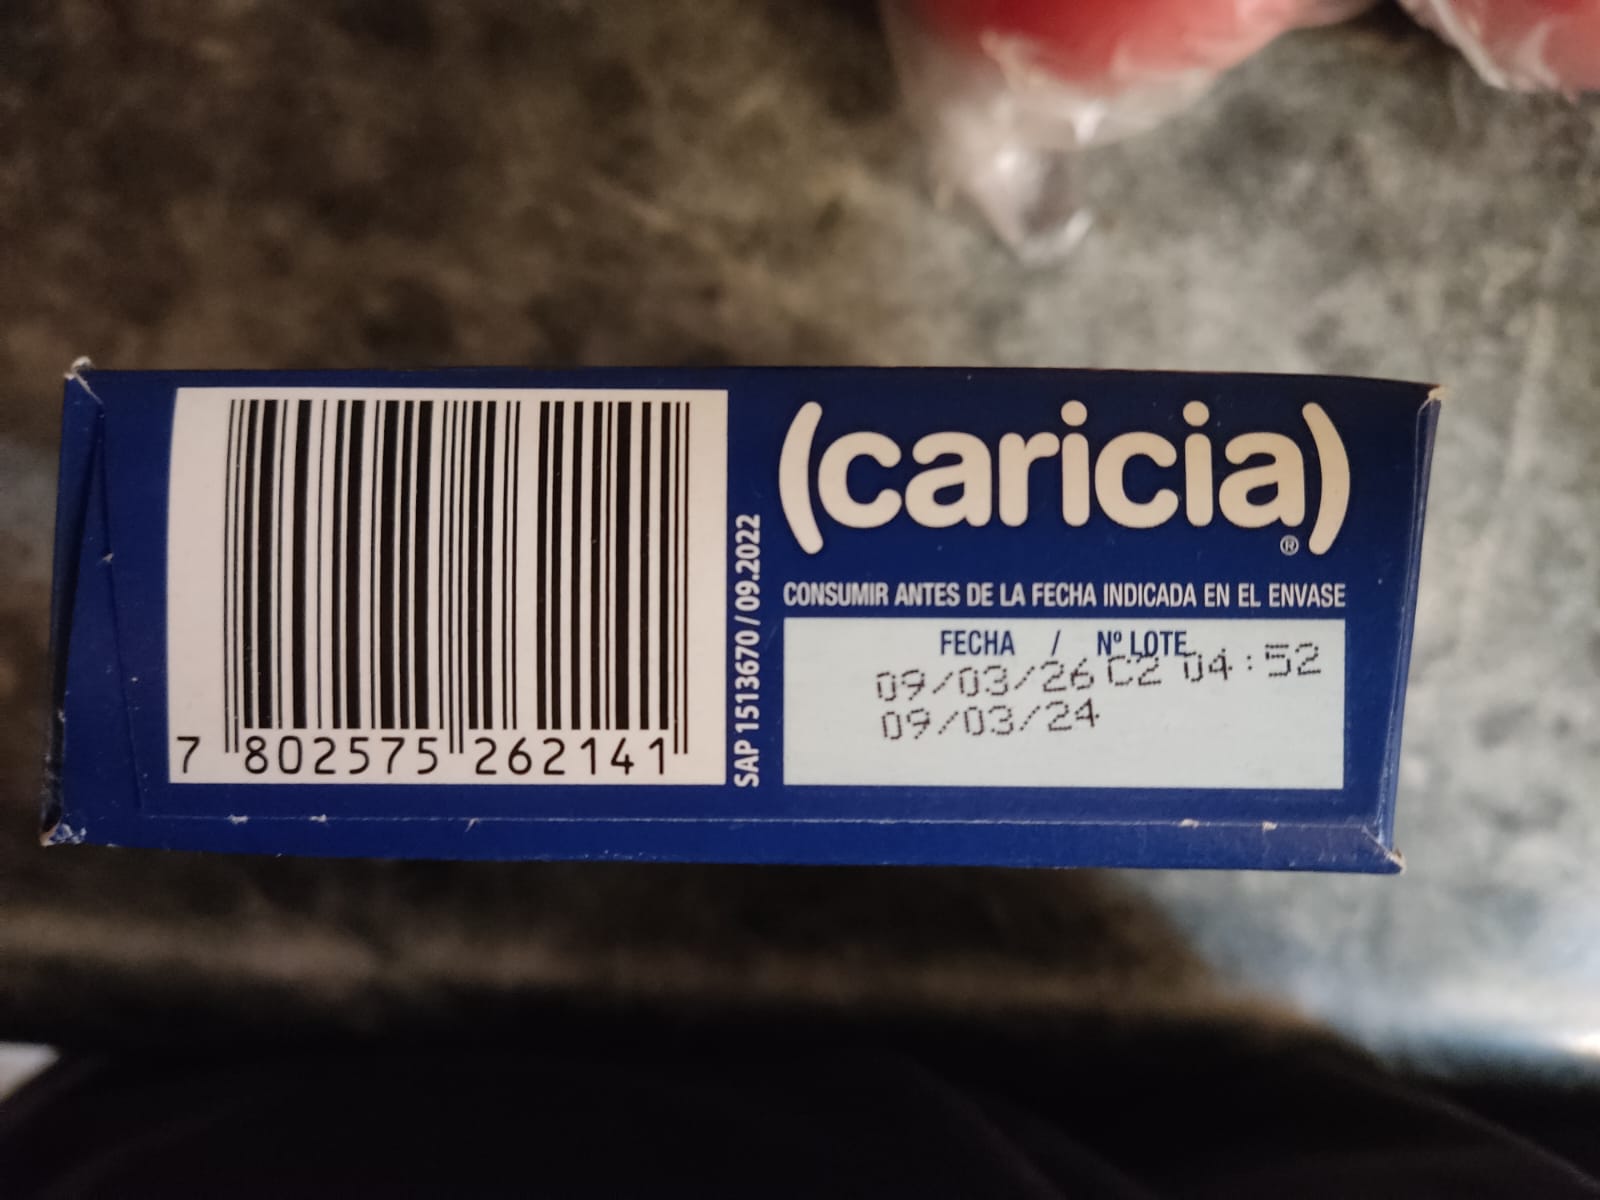 7 802575 262141
SAP 1513670 / 09.2022
(caricia)
®
CONSUMIR ANTES DE LA FECHA INDICADA EN EL ENVASE
FECHA / Nº LOTE
09/03/26 C2 04:52
09/03/24